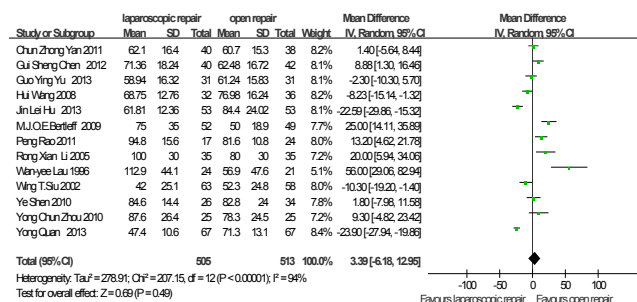 laparoscopic repair open repair Mean Difference Mean Difference
Study or Subgroup Mean SD Total Mean SD Total Weight IV, Random, 95% CI IV, Random, 95% CI
Chun Zhong Yan 2011 62.1 16.4 40 60.7 15.3 38 8.2% 1.40 [-5.64, 8.44]
Gui Sheng Chen 2012 71.36 18.24 40 62.48 16.72 42 8.1% 8.88 [1.30, 16.46]
Guo Ying Yu 2013 58.94 16.32 31 61.24 15.83 31 8.1% -2.30 [-10.30, 5.70]
Hui Wang 2008 68.75 12.76 32 76.98 16.24 36 8.2% -8.23 [-15.14, -1.32]
Jin Lei Hu 2013 61.81 12.36 53 84.4 24.02 53 8.1% -22.59 [-29.86, -15.32]
M.J.O.E.Bertleff 2009 75 35 52 50 18.9 49 7.6% 25.00 [14.11, 35.89]
Peng Rao 2011 94.8 15.6 17 81.6 10.8 24 7.9% 13.20 [4.62, 21.78]
Rong Xian Li 2005 100 30 35 80 30 35 7.1% 20.00 [5.94, 34.06]
Wan-yee Lau 1996 112.9 44.1 24 56.9 47.6 21 4.7% 56.00 [29.06, 82.94]
Wing T.Siu 2002 42 25.1 63 52.3 24.8 58 7.9% -10.30 [-19.20, -1.40]
Ye Shen 2010 84.6 14.4 26 82.8 24 34 7.8% 1.80 [-7.98, 11.58]
Yong Chun Zhou 2010 87.6 26.4 25 78.3 24.5 25 7.1% 9.30 [-4.82, 23.42]
Yong Quan 2013 47.4 10.6 67 71.3 13.1 67 8.5% -23.90 [-27.94, -19.86]
Total (95% CI) 505 513 100.0% 3.39 [-6.18, 12.95]
Heterogeneity: Tau² = 278.91; Chi² = 207.15, df = 12 (P < 0.00001); I² = 94%
Test for overall effect: Z = 0.69 (P = 0.49)
-100 -50 0 50 100
Favours laparoscopic repair Favours open repair